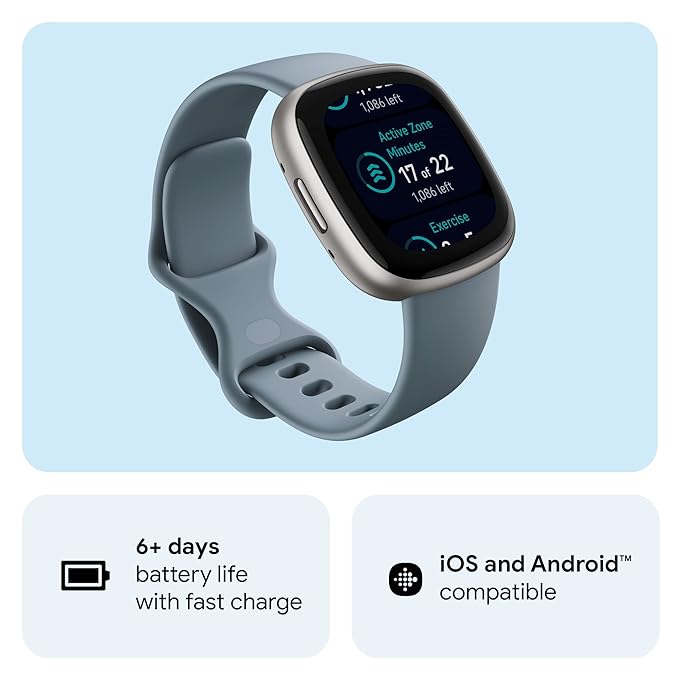 1,086 left
Active Zone
Minutes
17 of 22
1,086 left
Exercise
6+ days
battery life
with fast charge
iOS and Android™
compatible